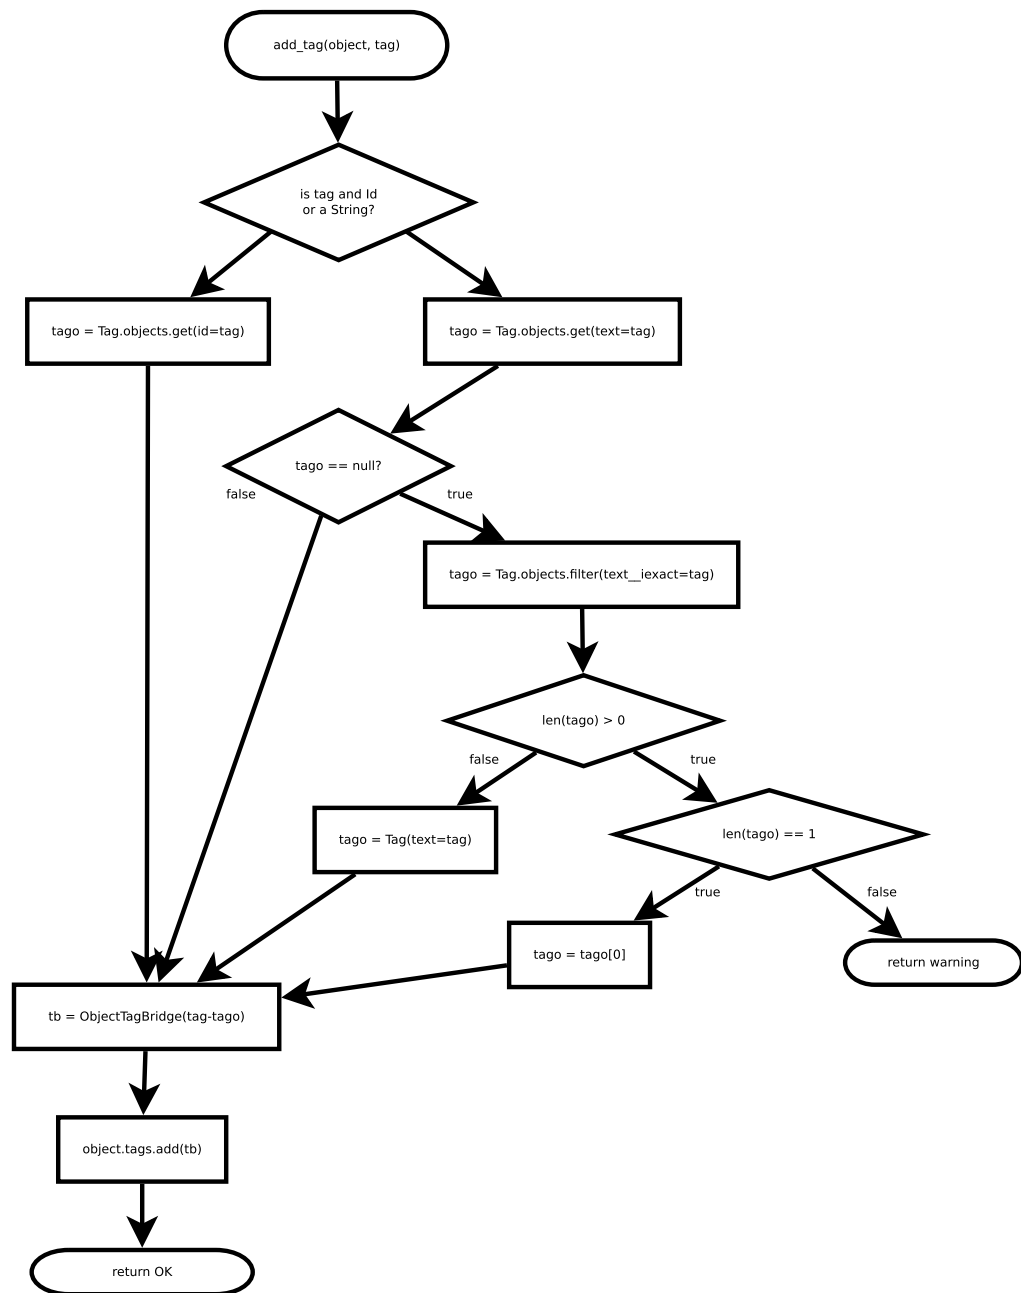 add_tag(object, tag)
is tag and Id
or a String?
tago = Tag.objects.get(id=tag)
tago = Tag.objects.get(text=tag)
tago == null?
false
true
tago = Tag.objects.filter(text__iexact=tag)
len(tago) > 0
false
true
tago = Tag(text=tag)
len(tago) == 1
true
false
tago = tago[0]
return warning
tb = ObjectTagBridge(tag-tago)
object.tags.add(tb)
return OK